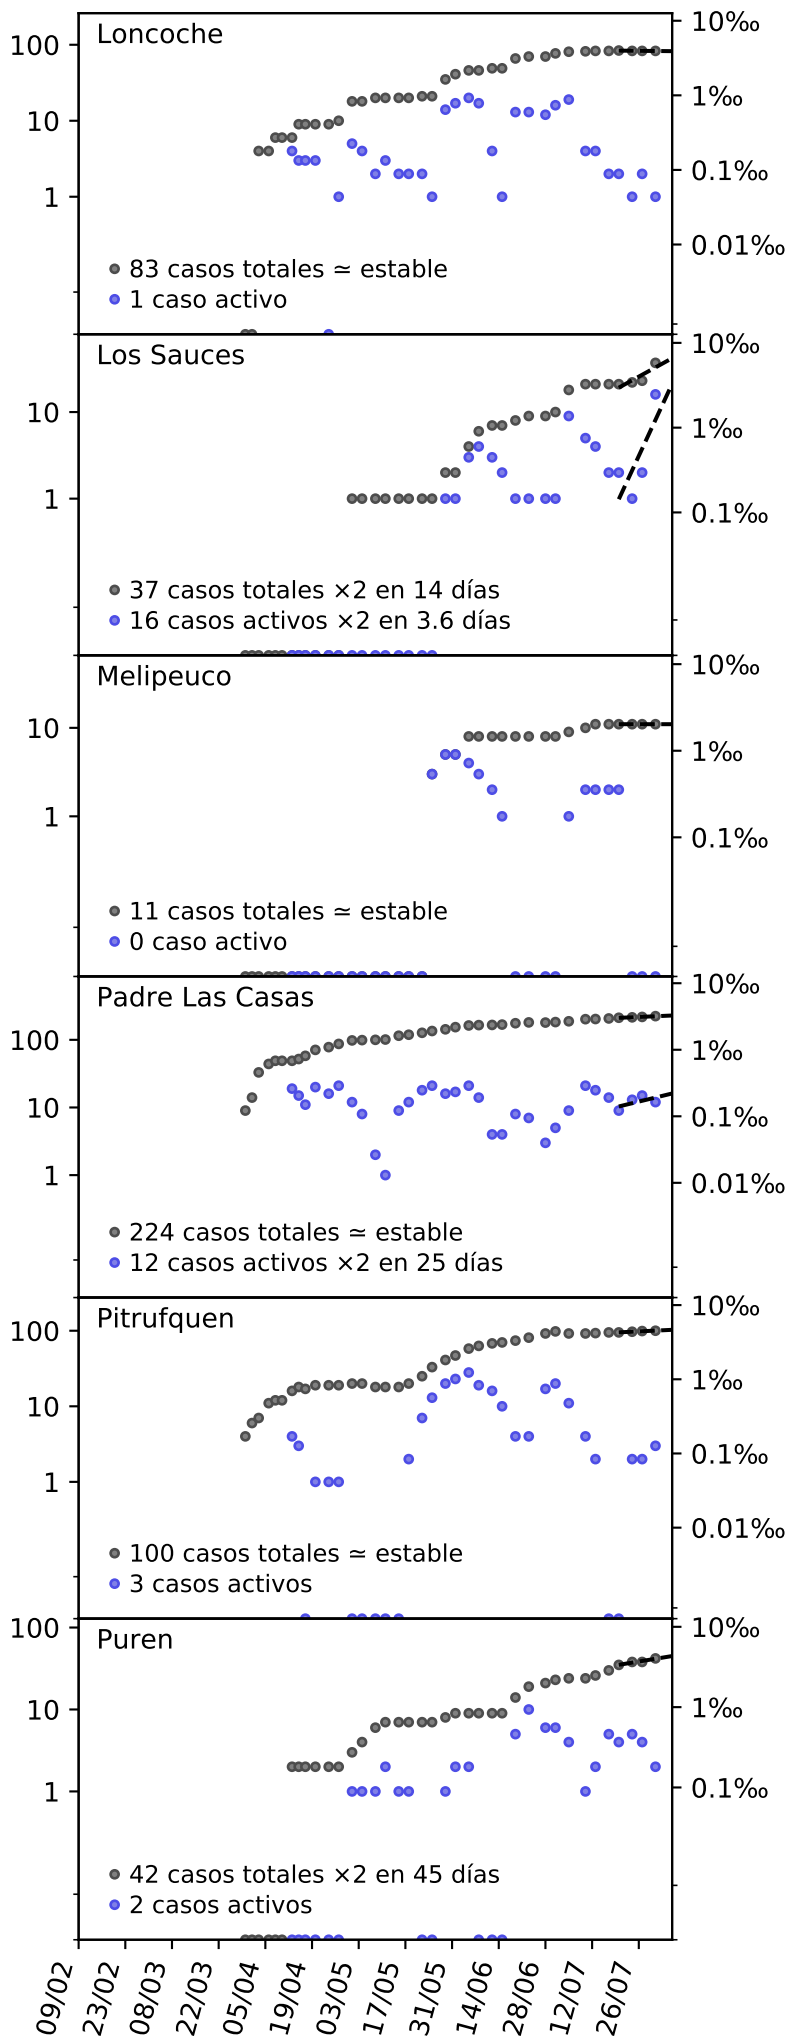 Loncoche
100
10
1
10‰
1‰
0.1‰
0.01‰
83 casos totales ≃ estable
1 caso activo
Los Sauces
10
1
10‰
1‰
0.1‰
37 casos totales ×2 en 14 días
16 casos activos ×2 en 3.6 días
Melipeuco
10
1
10‰
1‰
0.1‰
11 casos totales ≃ estable
0 caso activo
Padre Las Casas
100
10
1
10‰
1‰
0.1‰
0.01‰
224 casos totales ≃ estable
12 casos activos ×2 en 25 días
Pitrufquen
100
10
1
10‰
1‰
0.1‰
0.01‰
100 casos totales ≃ estable
3 casos activos
Puren
100
10
1
10‰
1‰
0.1‰
42 casos totales ×2 en 45 días
2 casos activos
09/02
23/02
08/03
22/03
05/04
19/04
03/05
17/05
31/05
14/06
28/06
12/07
26/07